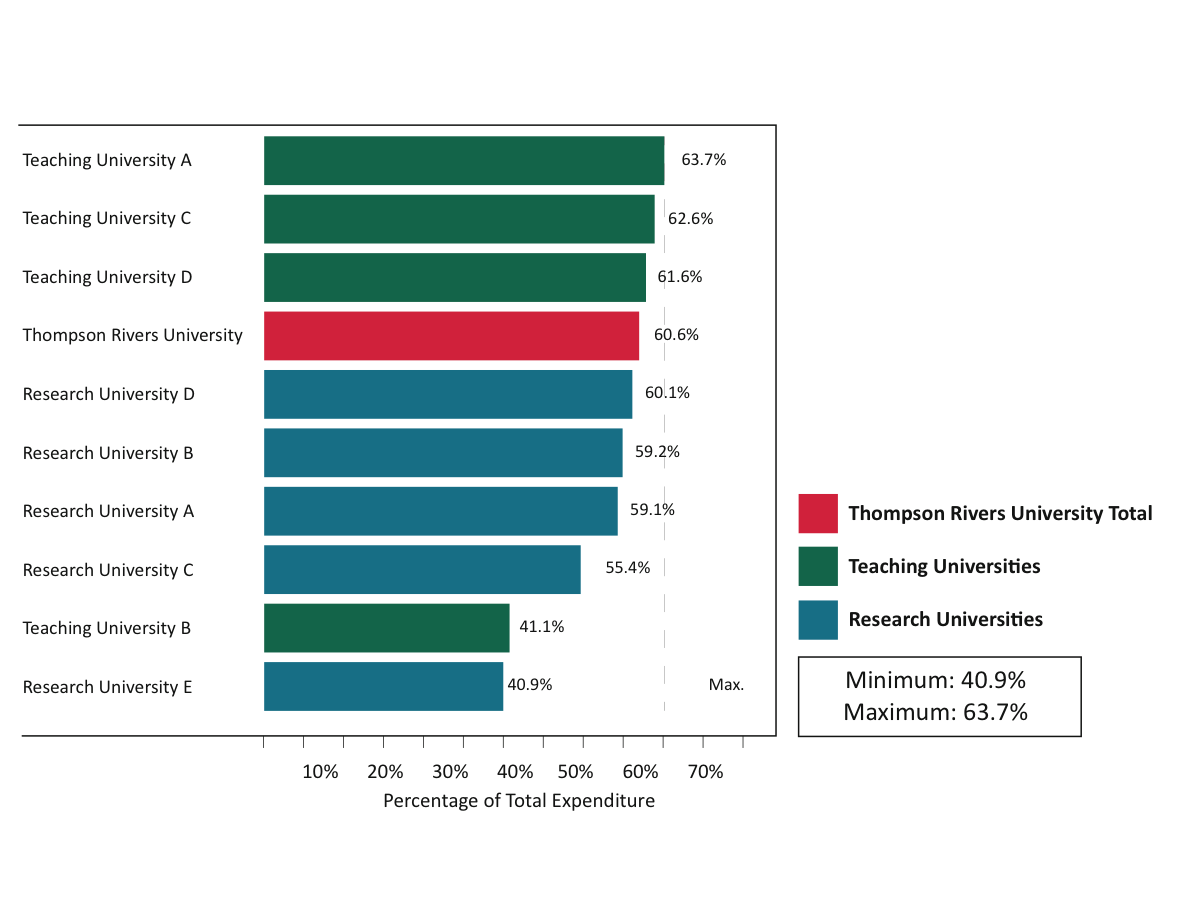 Teaching University A 63.7%
Teaching University C 62.6%
Teaching University D 61.6%
Thompson Rivers University 60.6%
Research University D 60.1%
Research University B 59.2%
Research University A 59.1%
Research University C 55.4%
Teaching University B 41.1%
Research University E 40.9% Max.
10% 20% 30% 40% 50% 60% 70%
Percentage of Total Expenditure
Thompson Rivers University Total
Teaching Universities
Research Universities
Minimum: 40.9%
Maximum: 63.7%